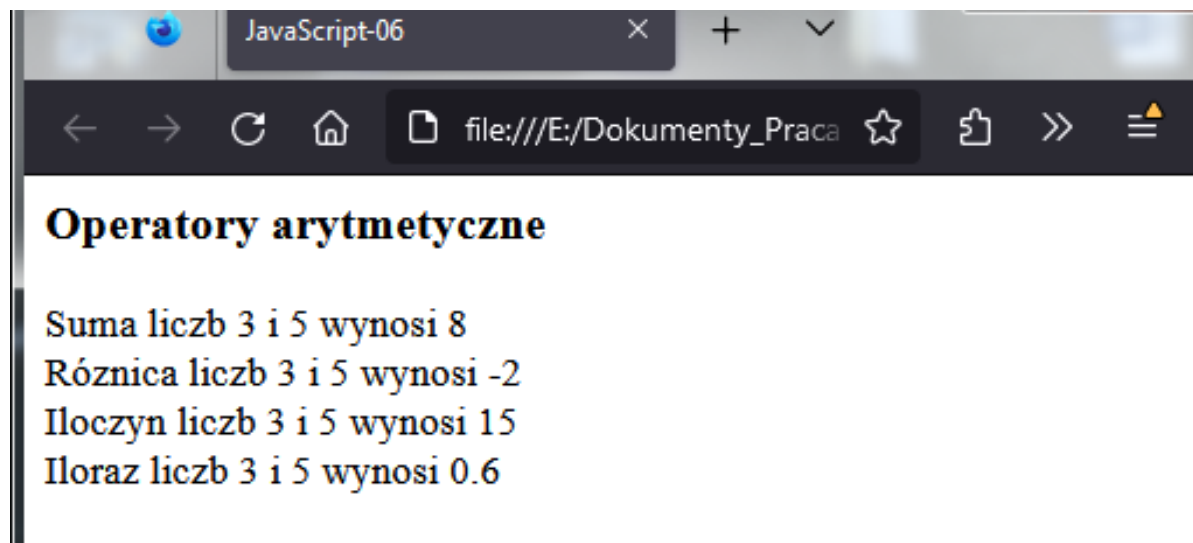 JavaScript-06
file:///E:/Dokumenty_Praca
Operatory arytmetyczne
Suma liczb 3 i 5 wynosi 8
Róznica liczb 3 i 5 wynosi -2
Iloczyn liczb 3 i 5 wynosi 15
Iloraz liczb 3 i 5 wynosi 0.6